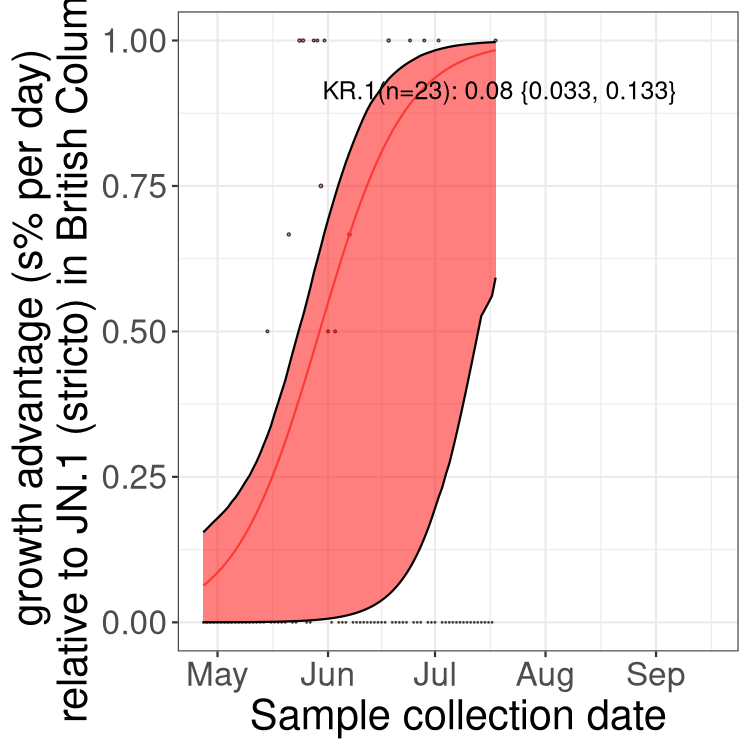 growth advantage (s% per day)
relative to JN.1 (stricto) in British Colum
1.00
0.75
0.50
0.25
0.00
KR.1(n=23): 0.08 {0.033, 0.133}
May Jun Jul Aug Sep
Sample collection date